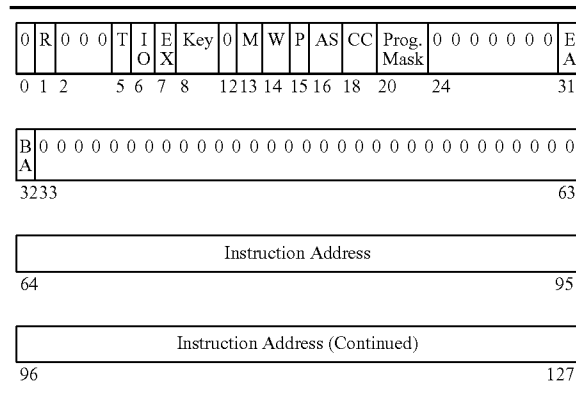 0 R 0 0 0 T I O E X Key 0 M W P AS CC Prog. Mask 0 0 0 0 0 0 0 E A
0 1 2 5 6 7 8 12 13 14 15 16 18 20 24 31
B A 0 0 0 0 0 0 0 0 0 0 0 0 0 0 0 0 0 0 0 0 0 0 0 0 0 0 0 0 0 0 0
32 33 63
Instruction Address
64 95
Instruction Address (Continued)
96 127